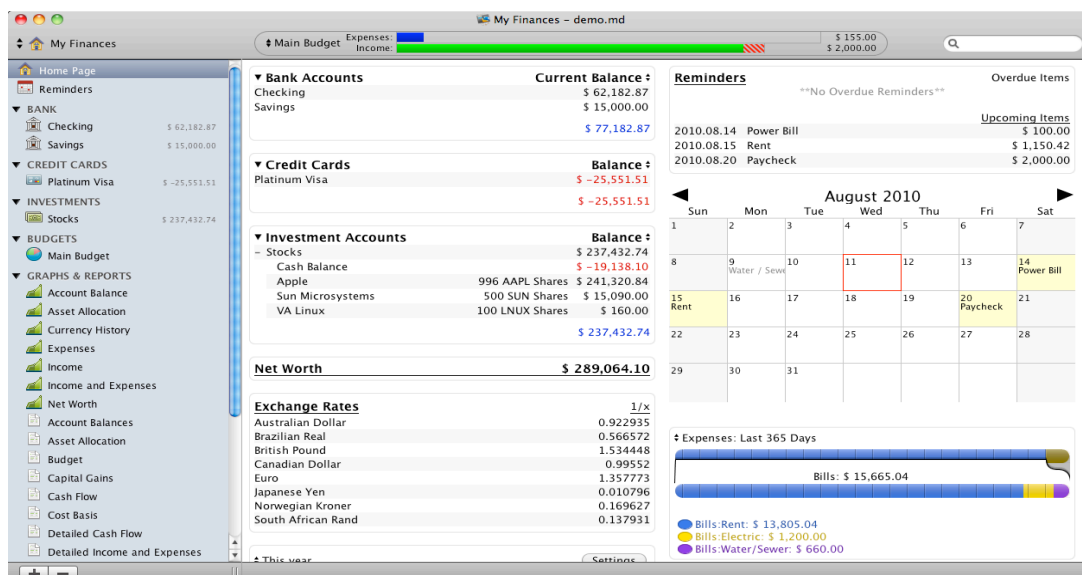 My Finances – demo.md
My Finances
Main Budget
Expenses: $ 155.00
Income: $ 2,000.00
Home Page
Reminders
BANK
Checking $ 62,182.87
Savings $ 15,000.00
CREDIT CARDS
Platinum Visa $ -25,551.51
INVESTMENTS
Stocks $ 237,432.74
BUDGETS
Main Budget
GRAPHS & REPORTS
Account Balance
Asset Allocation
Currency History
Expenses
Income
Income and Expenses
Net Worth
Account Balances
Asset Allocation
Budget
Capital Gains
Cash Flow
Cost Basis
Detailed Cash Flow
Detailed Income and Expenses
Bank Accounts Current Balance
Checking $ 62,182.87
Savings $ 15,000.00
$ 77,182.87
Credit Cards Balance
Platinum Visa $ -25,551.51
$ -25,551.51
Investment Accounts Balance
– Stocks $ 237,432.74
Cash Balance $ -19,138.10
Apple 996 AAPL Shares $ 241,320.84
Sun Microsystems 500 SUN Shares $ 15,090.00
VA Linux 100 LNUX Shares $ 160.00
$ 237,432.74
Net Worth $ 289,064.10
Exchange Rates 1/x
Australian Dollar 0.922935
Brazilian Real 0.566572
British Pound 1.534448
Canadian Dollar 0.99552
Euro 1.357773
Japanese Yen 0.010796
Norwegian Kroner 0.169627
South African Rand 0.137931
This year Settings
Reminders Overdue Items
**No Overdue Reminders**
Upcoming Items
2010.08.14 Power Bill $ 100.00
2010.08.15 Rent $ 1,150.42
2010.08.20 Paycheck $ 2,000.00
August 2010
Sun Mon Tue Wed Thu Fri Sat
1 2 3 4 5 6 7
8 9 10 11 12 13 14
Water / Sewe Power Bill
15 16 17 18 19 20 21
Rent Paycheck
22 23 24 25 26 27 28
29 30 31
Expenses: Last 365 Days
Bills: $ 15,665.04
Bills:Rent: $ 13,805.04
Bills:Electric: $ 1,200.00
Bills:Water/Sewer: $ 660.00